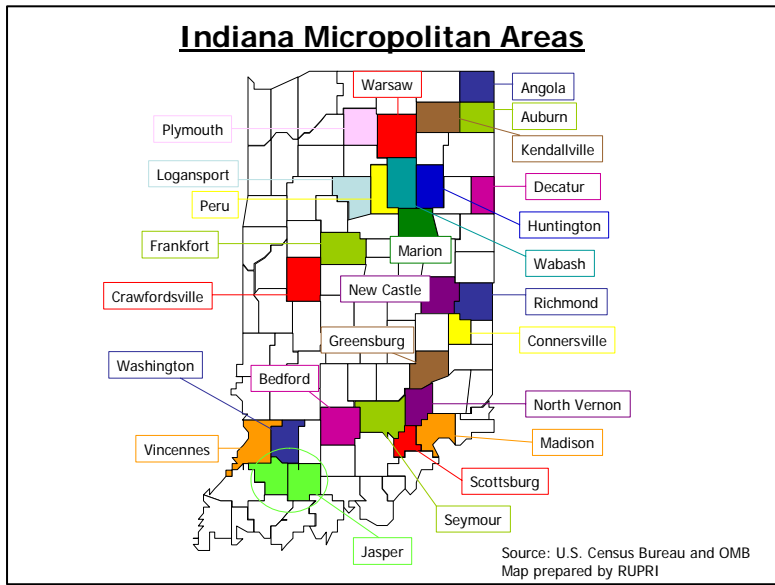 Indiana Micropolitan Areas
Warsaw
Angola
Auburn
Plymouth
Kendallville
Logansport
Decatur
Peru
Huntington
Frankfort
Marion
Wabash
Crawfordsville
New Castle
Richmond
Greensburg
Connersville
Washington
Bedford
North Vernon
Vincennes
Madison
Scottsburg
Seymour
Jasper
Source: U.S. Census Bureau and OMB
Map prepared by RUPRI